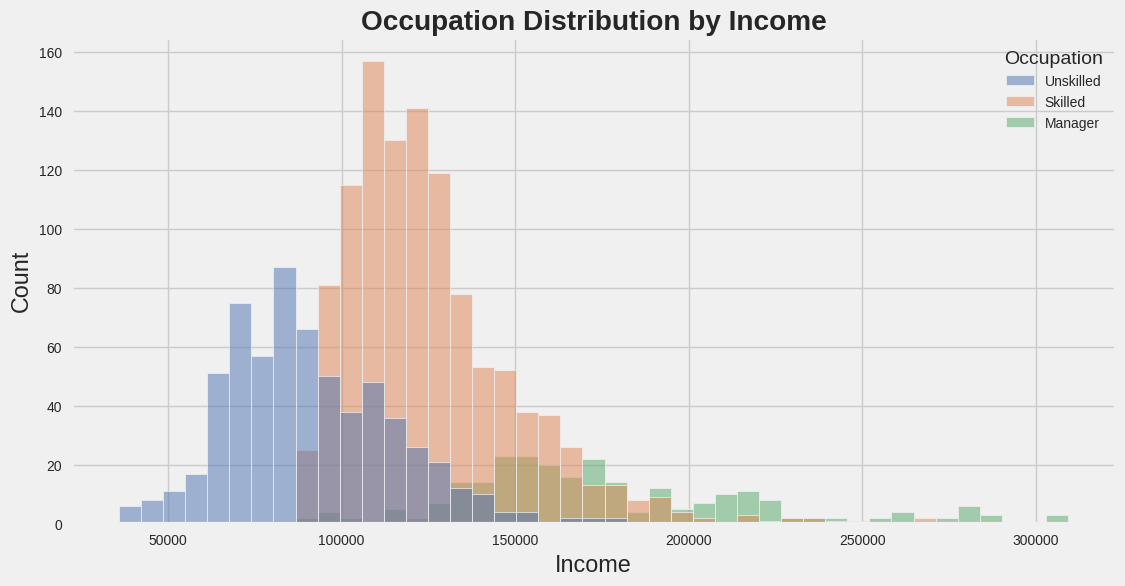 Occupation Distribution by Income
Occupation
Unskilled
Skilled
Manager
Count
160
140
120
100
80
60
40
20
0
50000 100000 150000 200000 250000 300000
Income